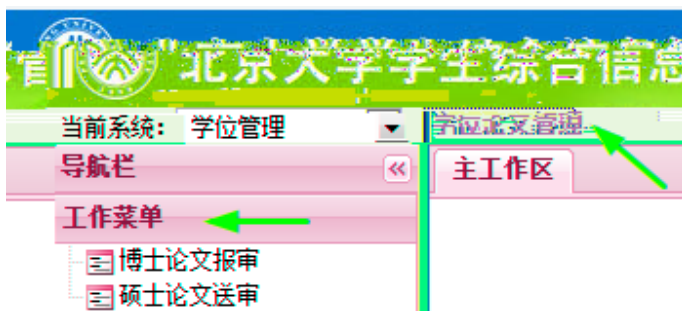 北京大学学生综合信息
当前系统: 学位管理 学位论文管理
导航栏 主工作区
工作菜单
博士论文报审
硕士论文送审